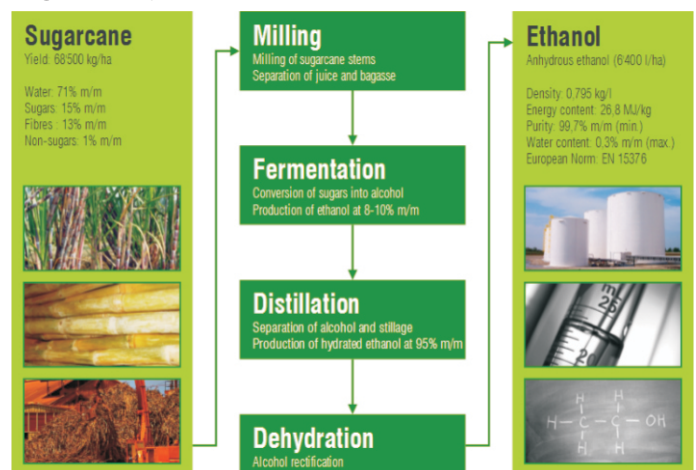 Sugarcane
Yield: 68'500 kg/ha
Water: 71% m/m
Sugars: 15% m/m
Fibres : 13% m/m
Non-sugars: 1% m/m
Milling
Milling of sugarcane stems
Separation of juice and bagasse
Fermentation
Conversion of sugars into alcohol
Production of ethanol at 8-10% m/m
Distillation
Separation of alcohol and stillage
Production of hydrated ethanol at 95% m/m
Dehydration
Alcohol rectification
Ethanol
Anhydrous ethanol (6'400 l/ha)
Density: 0,795 kg/l
Energy content: 26,8 MJ/kg
Purity: 99,7% m/m (min.)
Water content: 0,3% m/m (max.)
European Norm: EN 15376
ml
25
20
H H
H-C-C-OH
H H